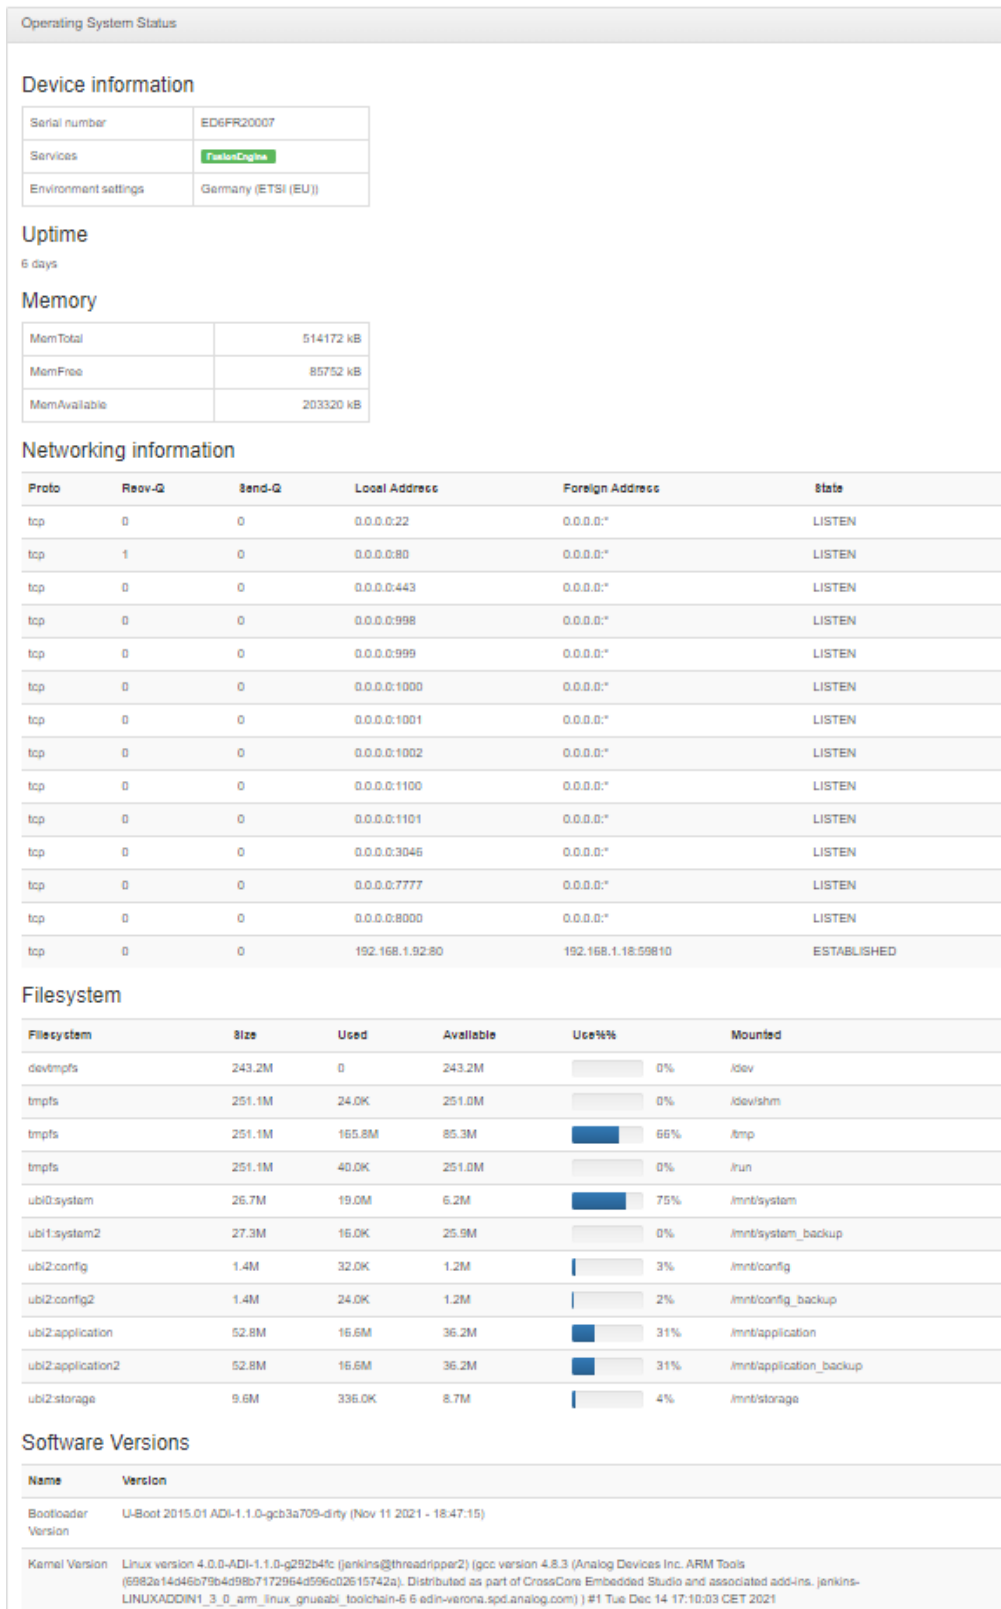 Operating System Status
Device information
Serial number ED6FR20007
Services FusionEngine
Environment settings Germany (ETSI (EU))
Uptime
6 days
Memory
MemTotal 514172 kB
MemFree 85752 kB
MemAvailable 203320 kB
Networking information
Proto Recv-Q Send-Q Local Address Foreign Address State
tcp 0 0 0.0.0.0:22 0.0.0.0:* LISTEN
tcp 1 0 0.0.0.0:80 0.0.0.0:* LISTEN
tcp 0 0 0.0.0.0:443 0.0.0.0:* LISTEN
tcp 0 0 0.0.0.0:998 0.0.0.0:* LISTEN
tcp 0 0 0.0.0.0:999 0.0.0.0:* LISTEN
tcp 0 0 0.0.0.0:1000 0.0.0.0:* LISTEN
tcp 0 0 0.0.0.0:1001 0.0.0.0:* LISTEN
tcp 0 0 0.0.0.0:1002 0.0.0.0:* LISTEN
tcp 0 0 0.0.0.0:1100 0.0.0.0:* LISTEN
tcp 0 0 0.0.0.0:1101 0.0.0.0:* LISTEN
tcp 0 0 0.0.0.0:3046 0.0.0.0:* LISTEN
tcp 0 0 0.0.0.0:7777 0.0.0.0:* LISTEN
tcp 0 0 0.0.0.0:8000 0.0.0.0:* LISTEN
tcp 0 0 192.168.1.92:80 192.168.1.18:59810 ESTABLISHED
Filesystem
Filesystem Size Used Available Use%% Mounted
devtmpfs 243.2M 0 243.2M 0% /dev
tmpfs 251.1M 24.0K 251.0M 0% /dev/shm
tmpfs 251.1M 165.8M 85.3M 66% /tmp
tmpfs 251.1M 40.0K 251.0M 0% /run
ubi0:system 26.7M 19.0M 6.2M 75% /mnt/system
ubi1:system2 27.3M 16.0K 25.9M 0% /mnt/system_backup
ubi2:config 1.4M 32.0K 1.2M 3% /mnt/config
ubi2:config2 1.4M 24.0K 1.2M 2% /mnt/config_backup
ubi2:application 52.8M 16.6M 36.2M 31% /mnt/application
ubi2:application2 52.8M 16.6M 36.2M 31% /mnt/application_backup
ubi2:storage 9.6M 336.0K 8.7M 4% /mnt/storage
Software Versions
Name Version
Bootloader Version U-Boot 2015.01 ADI-1.1.0-gcb3a709-dirty (Nov 11 2021 - 18:47:15)
Kernel Version Linux version 4.0.0-ADI-1.1.0-g292b4fc (jenkins@threadripper2) (gcc version 4.8.3 (Analog Devices Inc. ARM Tools
(6982e14d46b79b4d98b7172964d596c02615742a). Distributed as part of CrossCore Embedded Studio and associated add-ins. jenkins-
LINUXADDIN1_3_0_arm_linux_gnueabi_toolchain-6 6 edin-verona.spd.analog.com) ) #1 Tue Dec 14 17:10:03 CET 2021